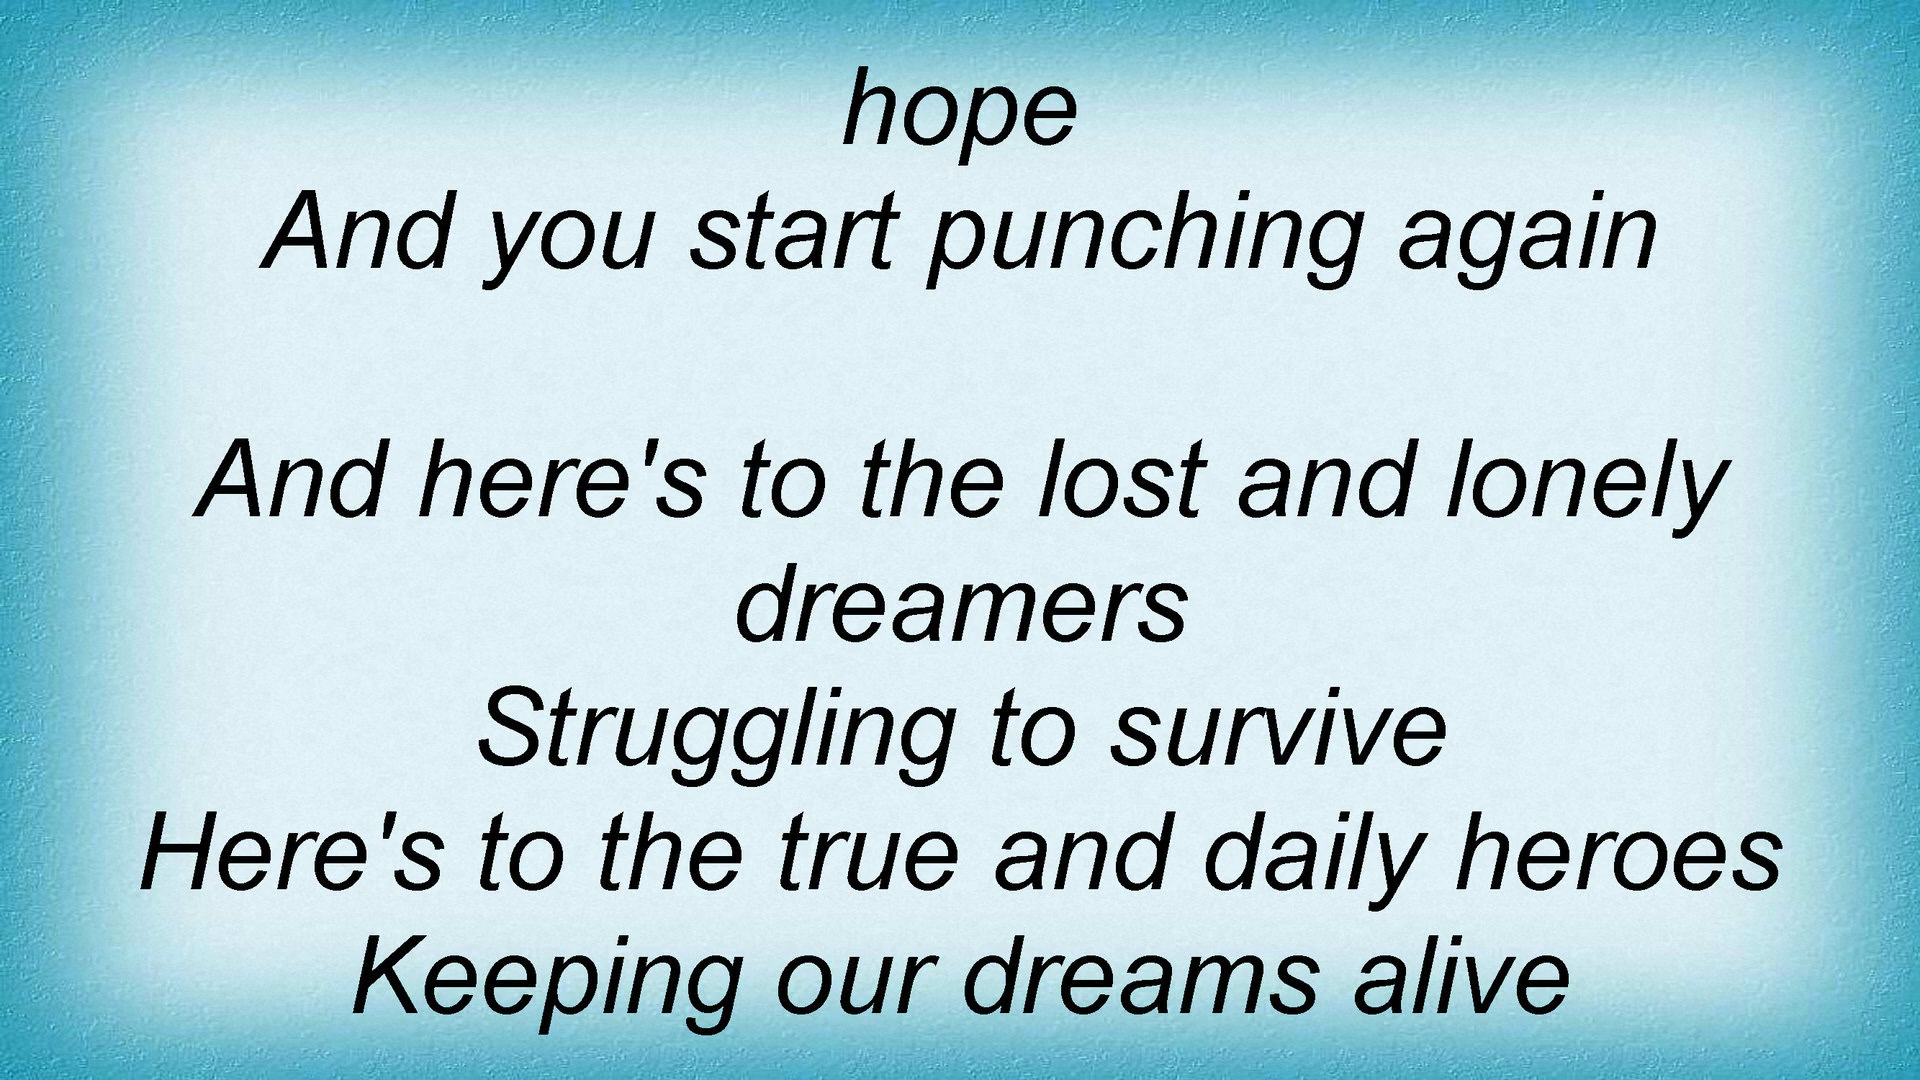 hope
And you start punching again
And here's to the lost and lonely
dreamers
Struggling to survive
Here's to the true and daily heroes
Keeping our dreams alive